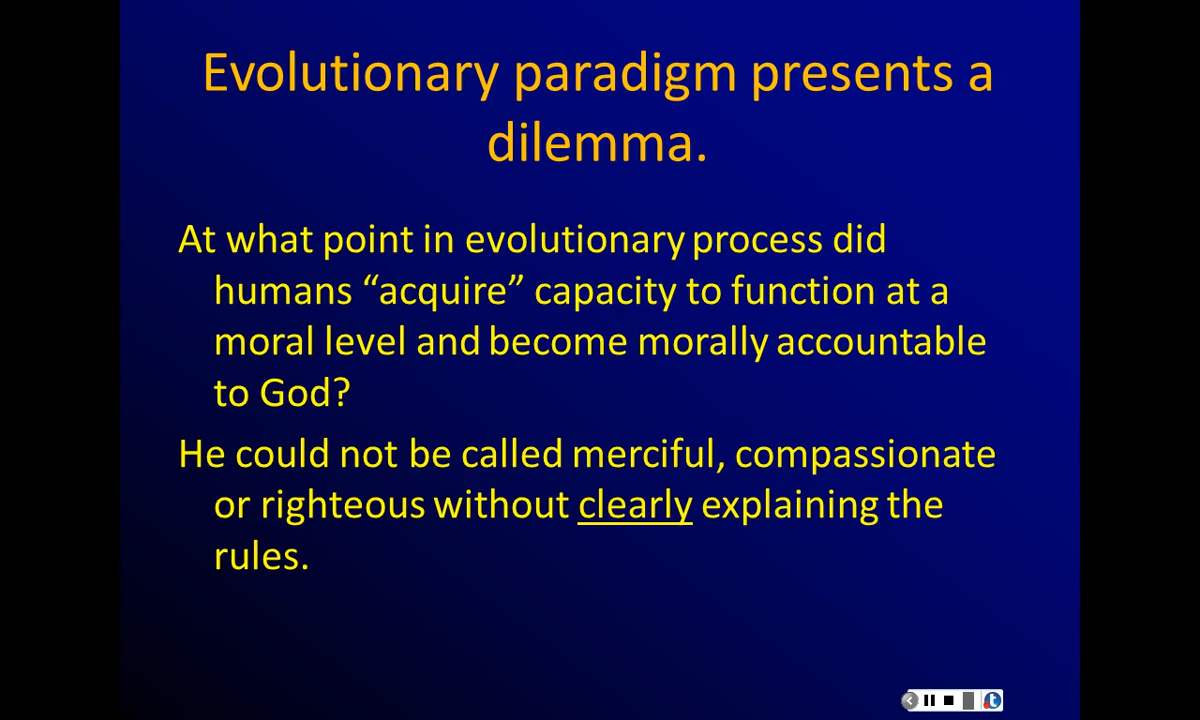 Evolutionary paradigm presents a
dilemma.
At what point in evolutionary process did
humans “acquire” capacity to function at a
moral level and become morally accountable
to God?
He could not be called merciful, compassionate
or righteous without clearly explaining the
rules.